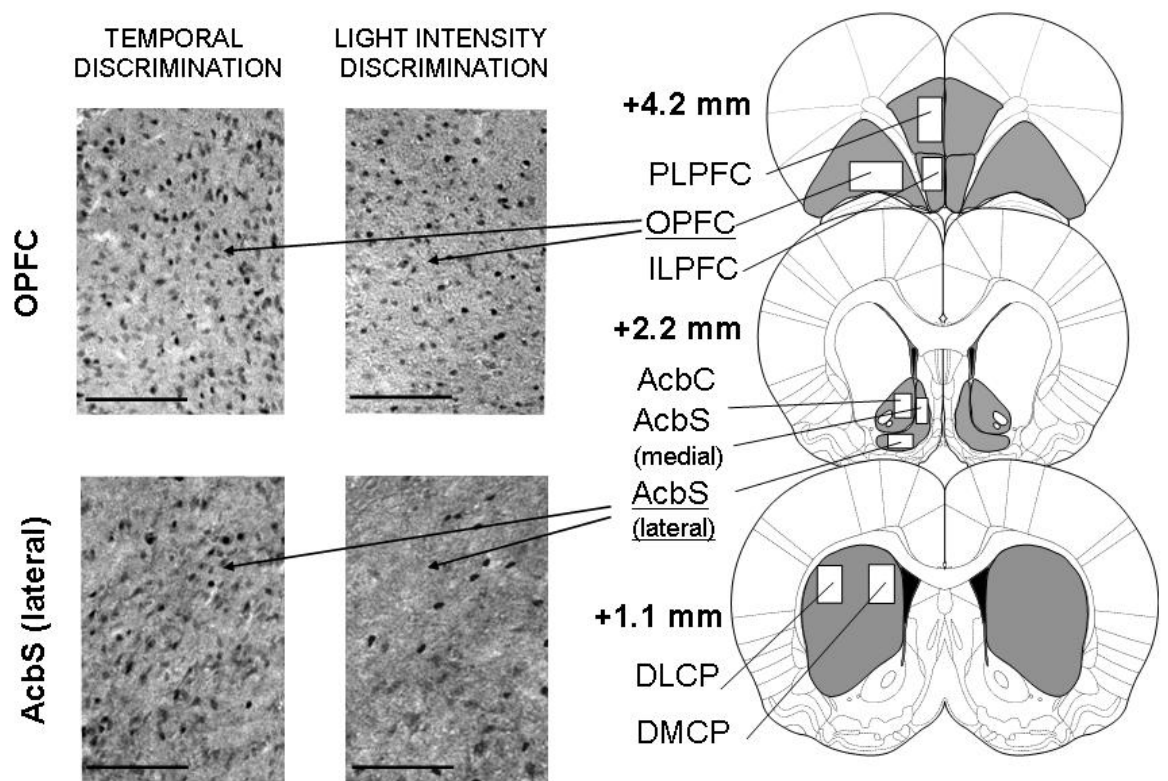 TEMPORAL
DISCRIMINATION
LIGHT INTENSITY
DISCRIMINATION
OPFC
AcbS (lateral)
+4.2 mm
PLPFC
OPFC
ILPFC
+2.2 mm
AcbC
AcbS
(medial)
AcbS
(lateral)
+1.1 mm
DLCP
DMCP